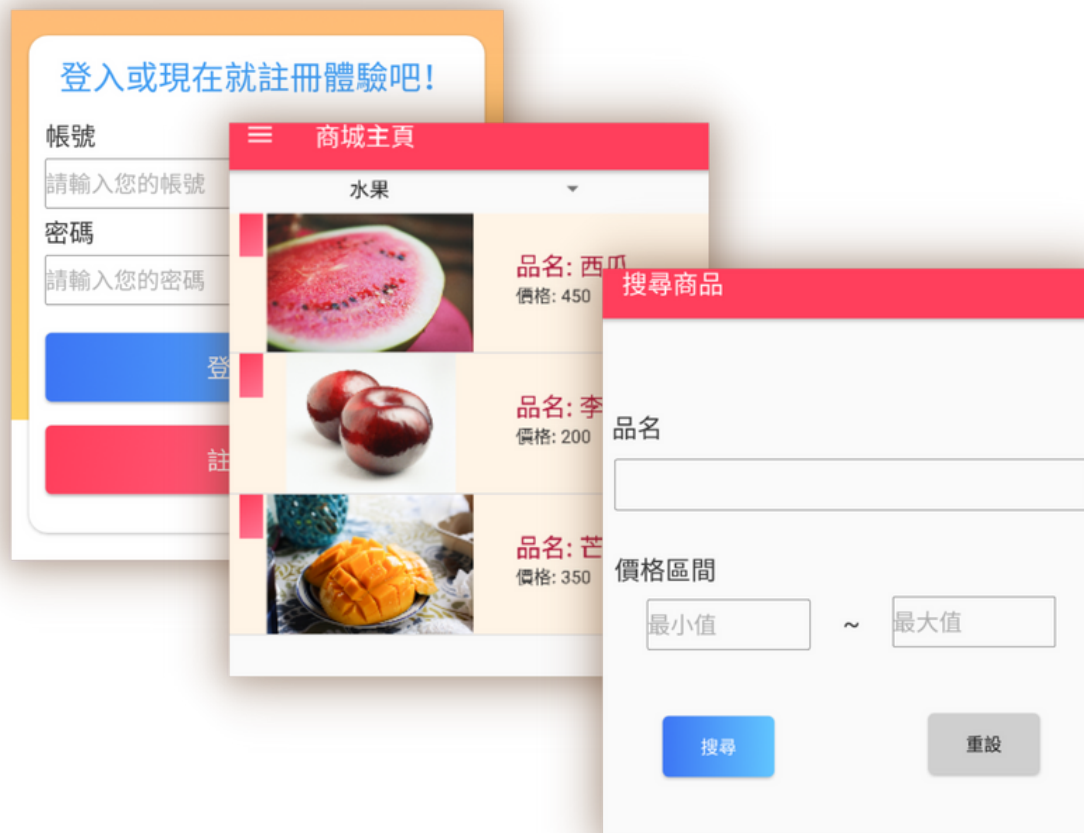 登入或現在就註冊體驗吧!
帳號
請輸入您的帳號
密碼
請輸入您的密碼
登
註
商城主頁
水果
品名: 西瓜
價格: 450
品名: 李
價格: 200
品名: 芒
價格: 350
搜尋商品
品名
價格區間
最小值 ~ 最大值
搜尋 重設